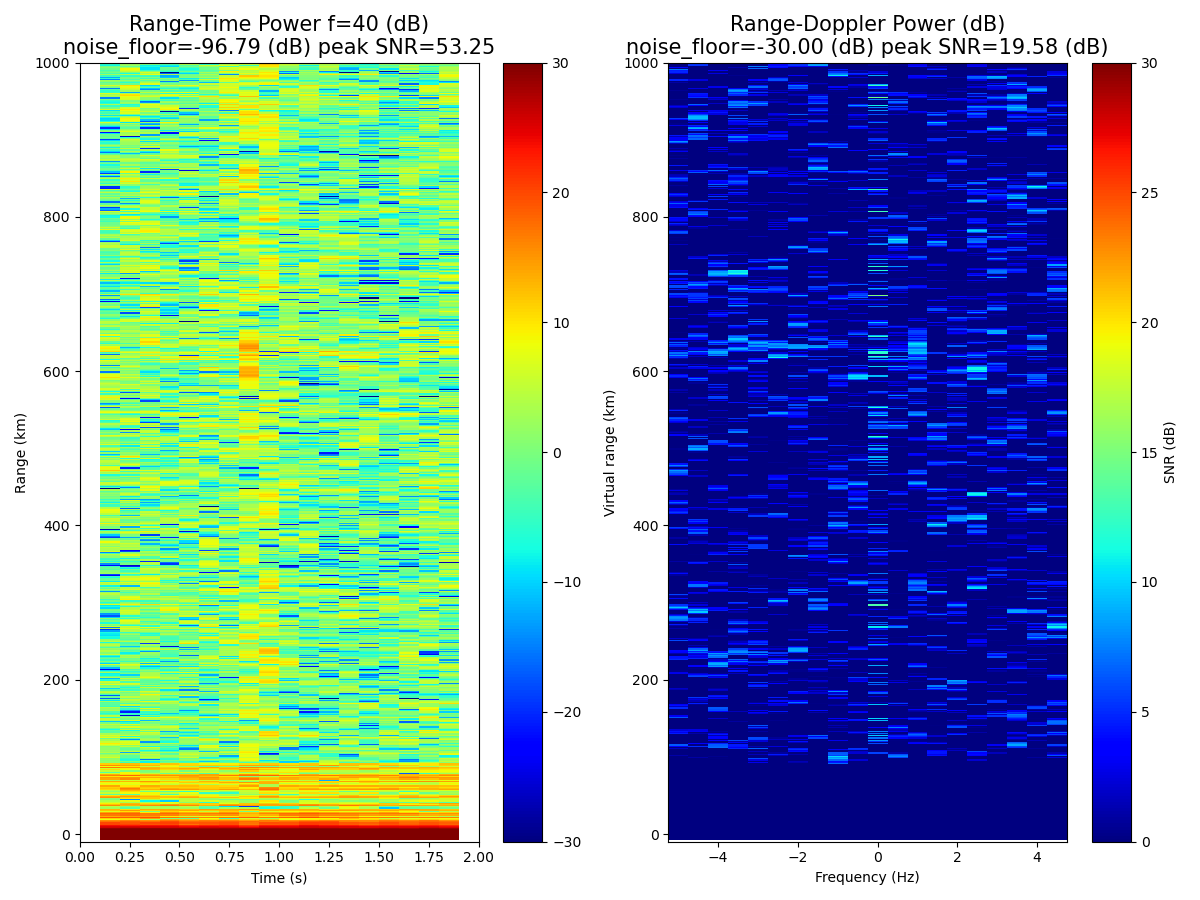 Range-Time Power f=40 (dB)
noise_floor=-96.79 (dB) peak SNR=53.25
1000
800
600
400
200
0
Range (km)
0.00 0.25 0.50 0.75 1.00 1.25 1.50 1.75 2.00
Time (s)
30
20
10
0
−10
−20
−30
Range-Doppler Power (dB)
noise_floor=-30.00 (dB) peak SNR=19.58 (dB)
1000
800
600
400
200
0
Virtual range (km)
−4 −2 0 2 4
Frequency (Hz)
30
25
20
15
10
5
0
SNR (dB)